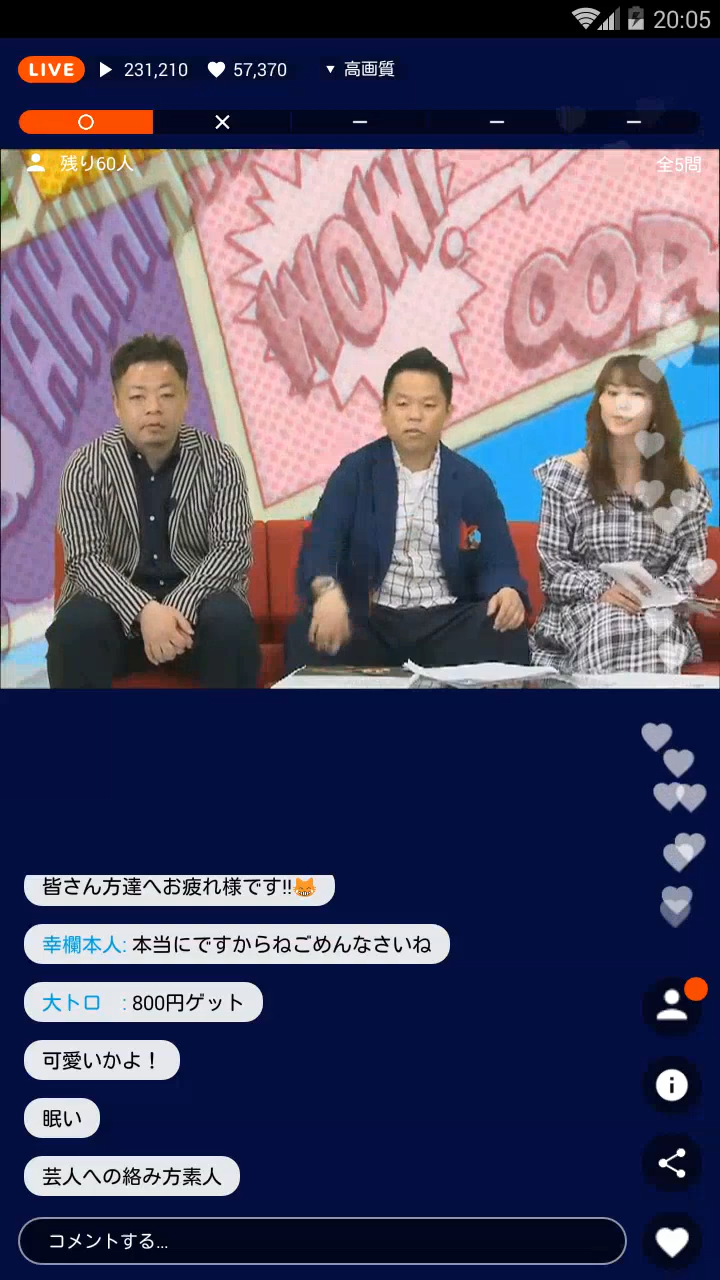 20:05
LIVE 231,210 57,370 ▼ 高画質
残り60人 全5問
AHHH
WOW!
OOP
皆さん方達へお疲れ様です!!😹
幸欄本人: 本当にですからねごめんなさいね
大トロ : 800円ゲット
可愛いかよ！
眠い
芸人への絡み方素人
コメントする...